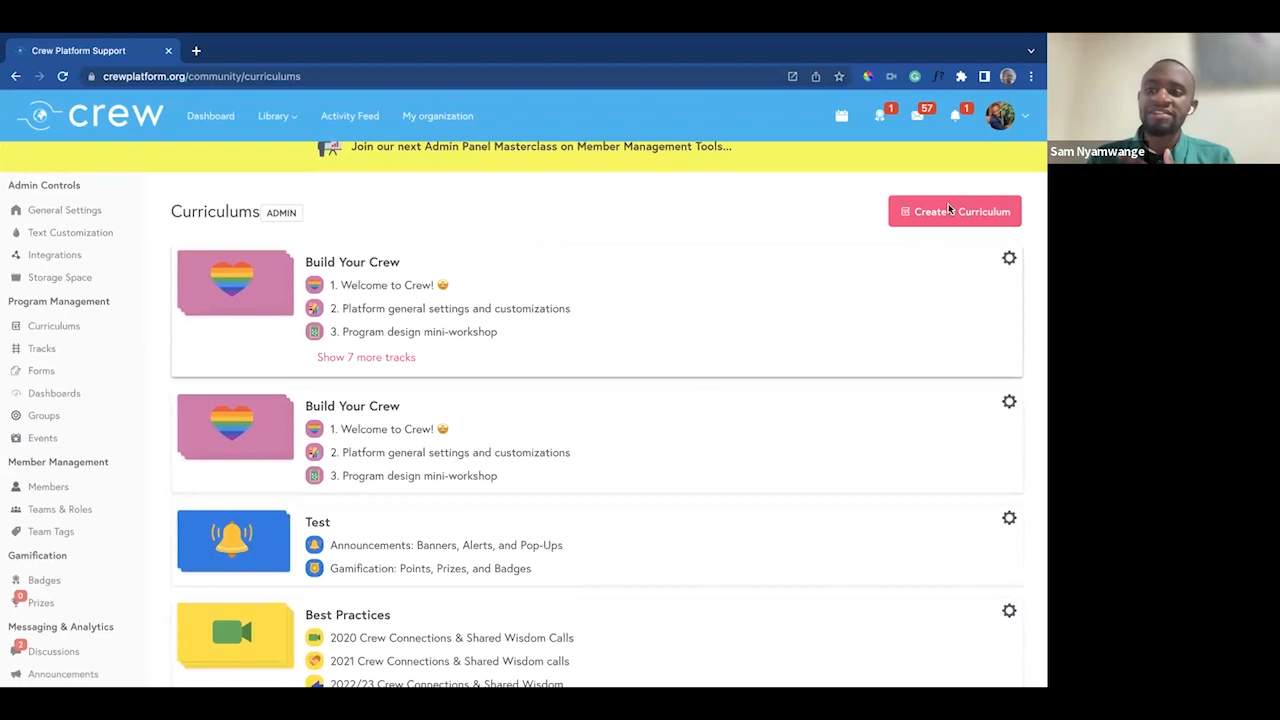 Crew Platform Support
crewplatform.org/community/curriculums
crew
Dashboard
Library
Activity Feed
My organization
1
57
1
Sam Nyamwange
Join our next Admin Panel Masterclass on Member Management Tools...
Admin Controls
General Settings
Text Customization
Integrations
Storage Space
Program Management
Curriculums
Tracks
Forms
Dashboards
Groups
Events
Member Management
Members
Teams & Roles
Team Tags
Gamification
Badges
0
Prizes
Messaging & Analytics
2
Discussions
Announcements
Curriculums ADMIN
Create Curriculum
Build Your Crew
1. Welcome to Crew! 🤩
2. Platform general settings and customizations
3. Program design mini-workshop
Show 7 more tracks
Build Your Crew
1. Welcome to Crew! 🤩
2. Platform general settings and customizations
3. Program design mini-workshop
Test
Announcements: Banners, Alerts, and Pop-Ups
Gamification: Points, Prizes, and Badges
Best Practices
2020 Crew Connections & Shared Wisdom Calls
2021 Crew Connections & Shared Wisdom calls
2022/23 Crew Connections & Shared Wisdom